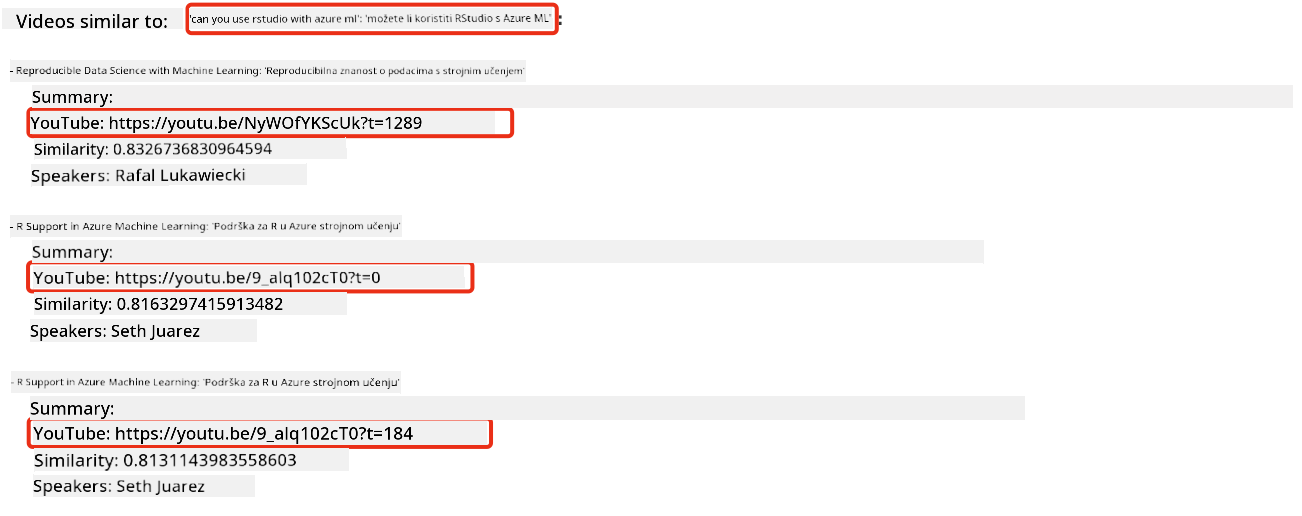 Videos similar to: 'can you use rstudio with azure ml': 'možete li koristiti RStudio s Azure ML':
- Reproducible Data Science with Machine Learning: 'Reproducibilna znanost o podacima s strojnim učenjem'
Summary:
YouTube: https://youtu.be/NyWOfYKScUk?t=1289
Similarity: 0.8326736830964594
Speakers: Rafal Lukawiecki
- R Support in Azure Machine Learning: 'Podrška za R u Azure strojnom učenju'
Summary:
YouTube: https://youtu.be/9_alq102cT0?t=0
Similarity: 0.8163297415913482
Speakers: Seth Juarez
- R Support in Azure Machine Learning: 'Podrška za R u Azure strojnom učenju'
Summary:
YouTube: https://youtu.be/9_alq102cT0?t=184
Similarity: 0.8131143983558603
Speakers: Seth Juarez